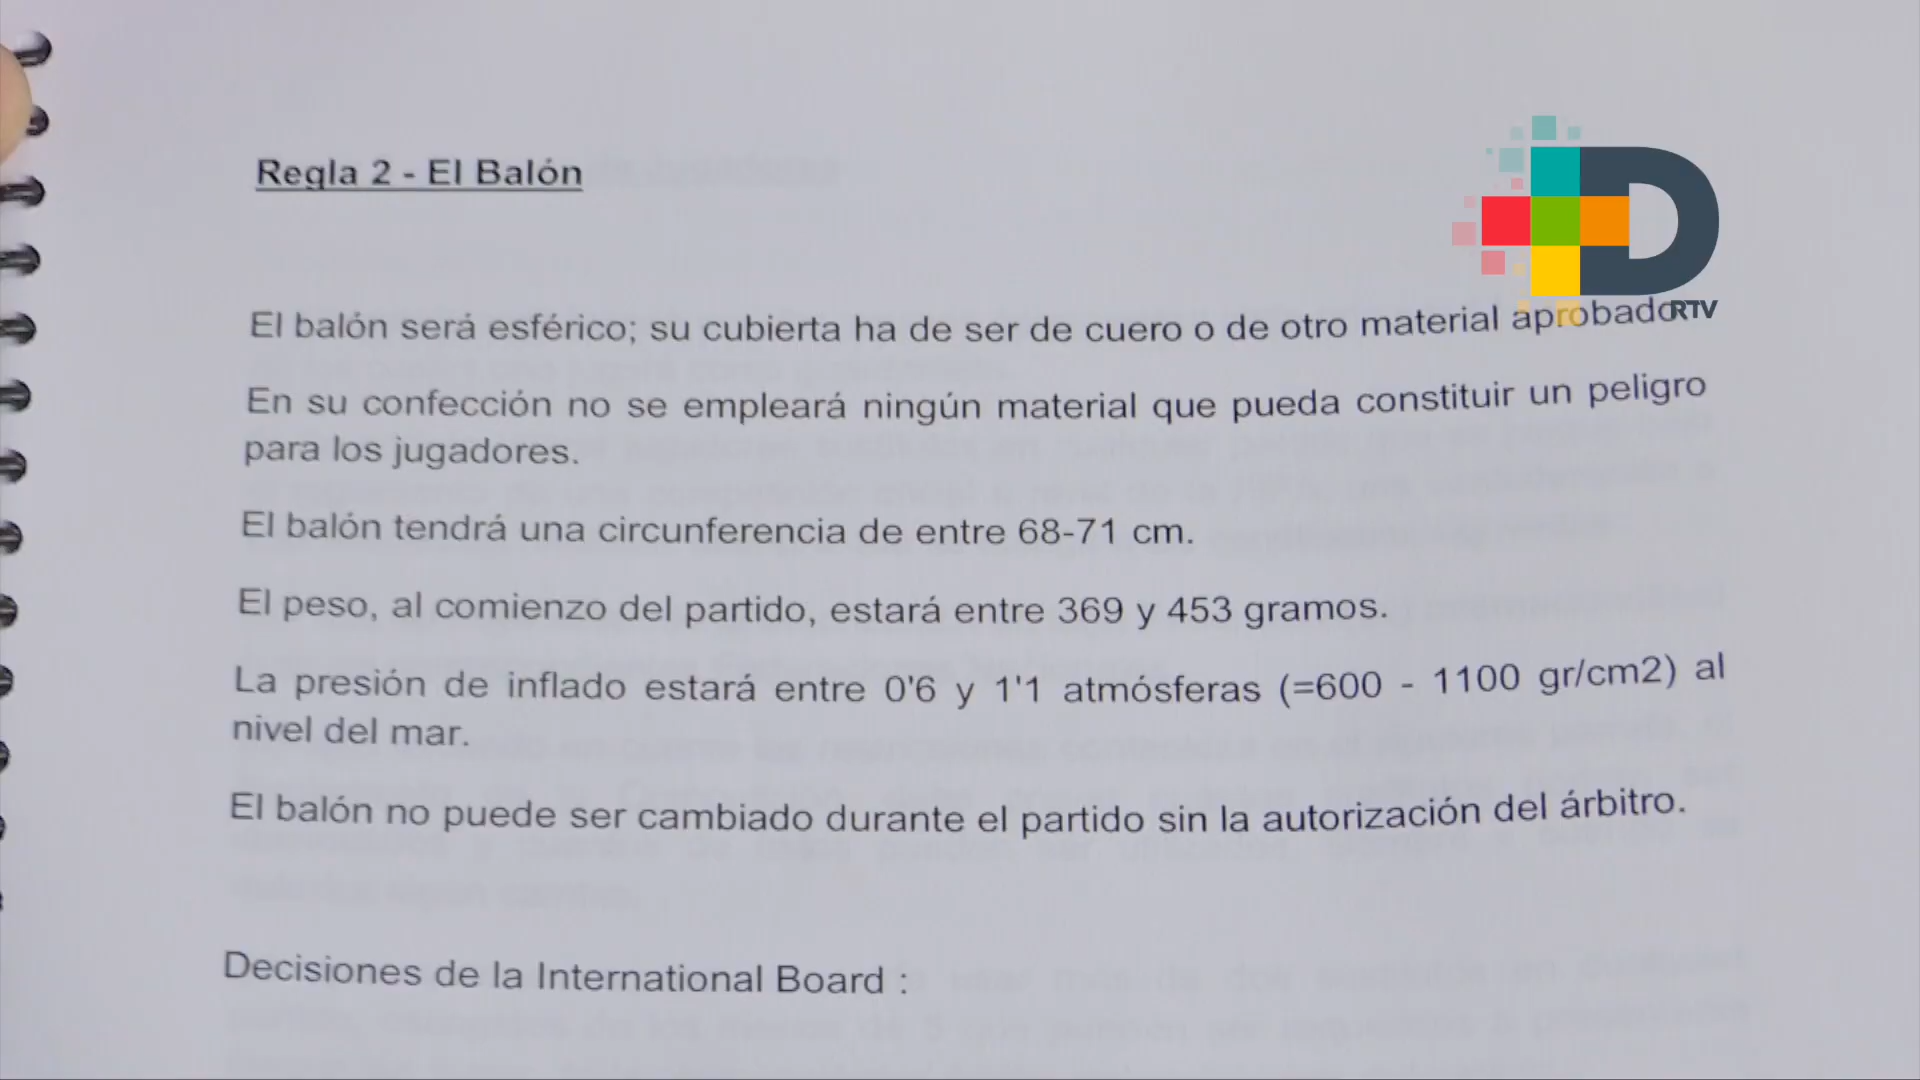 Regla 2 - El Balón
El balón será esférico; su cubierta ha de ser de cuero o de otro material aprobado
RTV
En su confección no se empleará ningún material que pueda constituir un peligro
para los jugadores.
El balón tendrá una circunferencia de entre 68-71 cm.
El peso, al comienzo del partido, estará entre 369 y 453 gramos.
La presión de inflado estará entre 0'6 y 1'1 atmósferas (=600 - 1100 gr/cm2) al
nivel del mar.
El balón no puede ser cambiado durante el partido sin la autorización del árbitro.
Decisiones de la International Board :